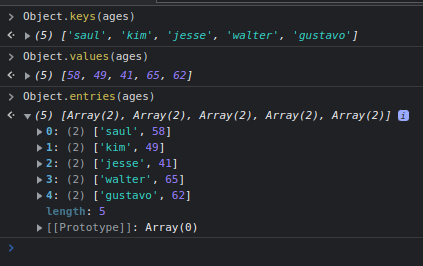 Object.keys(ages)
(5) ['saul', 'kim', 'jesse', 'walter', 'gustavo']
Object.values(ages)
(5) [58, 49, 41, 65, 62]
Object.entries(ages)
(5) [Array(2), Array(2), Array(2), Array(2), Array(2)] i
0: (2) ['saul', 58]
1: (2) ['kim', 49]
2: (2) ['jesse', 41]
3: (2) ['walter', 65]
4: (2) ['gustavo', 62]
length: 5
[[Prototype]]: Array(0)